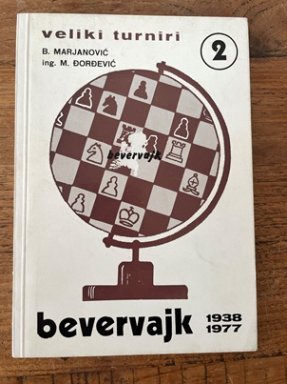 veliki turniri
B. MARJANOVIĆ
ing. M. ĐORĐEVIĆ
2
bevervajk
bevervajk
1938
1977